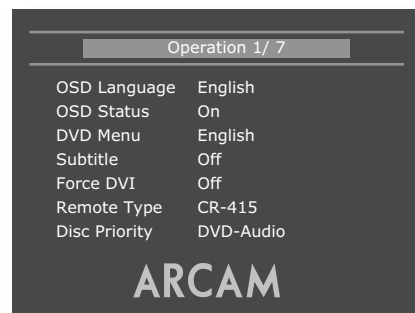 Operation 1/ 7
OSD Language English
OSD Status On
DVD Menu English
Subtitle Off
Force DVI Off
Remote Type CR-415
Disc Priority DVD-Audio
ARCAM